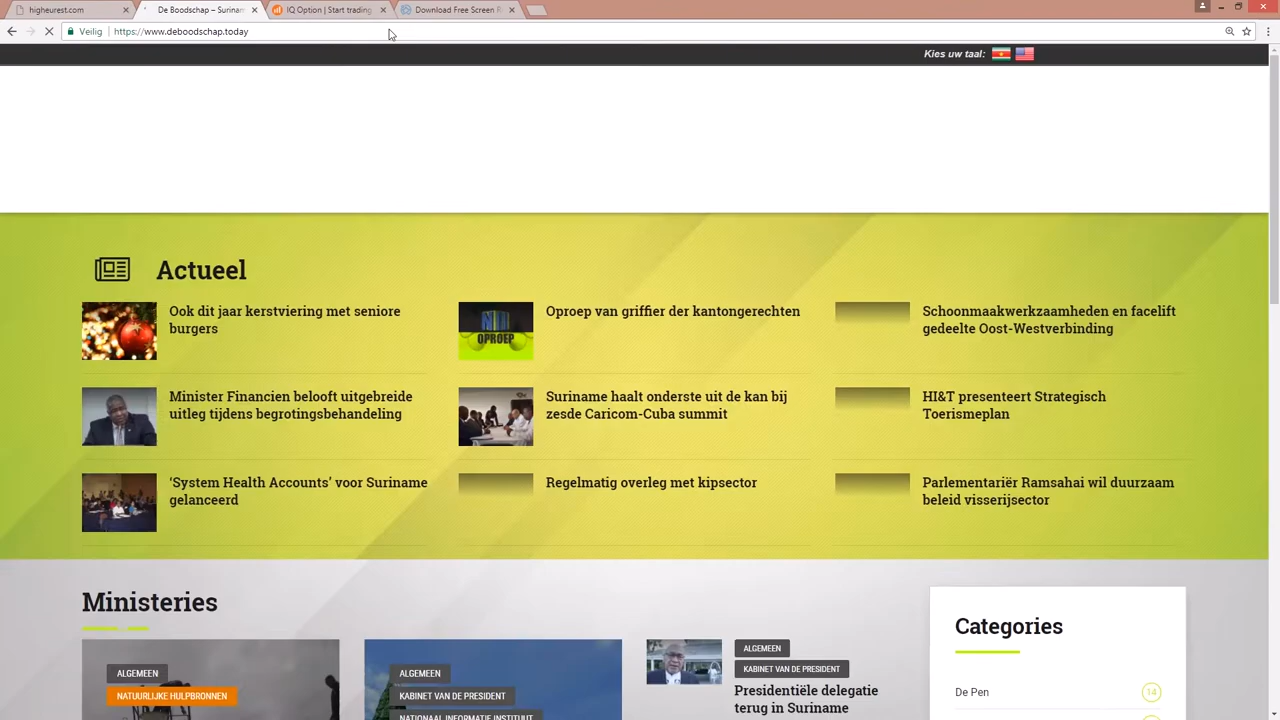 higheurest.com
De Boodschap – Surinam
IQ Option | Start trading
Download Free Screen R
Veilig
https://www.deboodschap.today
Kies uw taal:
Actueel
Ook dit jaar kerstviering met seniore
burgers
Oproep van griffier der kantongerechten
Schoonmaakwerkzaamheden en facelift
gedeelte Oost-Westverbinding
OPROEP
Minister Financien belooft uitgebreide
uitleg tijdens begrotingsbehandeling
Suriname haalt onderste uit de kan bij
zesde Caricom-Cuba summit
HI&T presenteert Strategisch
Toerismeplan
‘System Health Accounts’ voor Suriname
gelanceerd
Regelmatig overleg met kipsector
Parlementariër Ramsahai wil duurzaam
beleid visserijsector
Ministeries
ALGEMEEN
NATUURLIJKE HULPBRONNEN
ALGEMEEN
KABINET VAN DE PRESIDENT
NATIONAAL INFORMATIE INSTITUUT
ALGEMEEN
KABINET VAN DE PRESIDENT
Presidentiële delegatie
terug in Suriname
Categories
De Pen
14